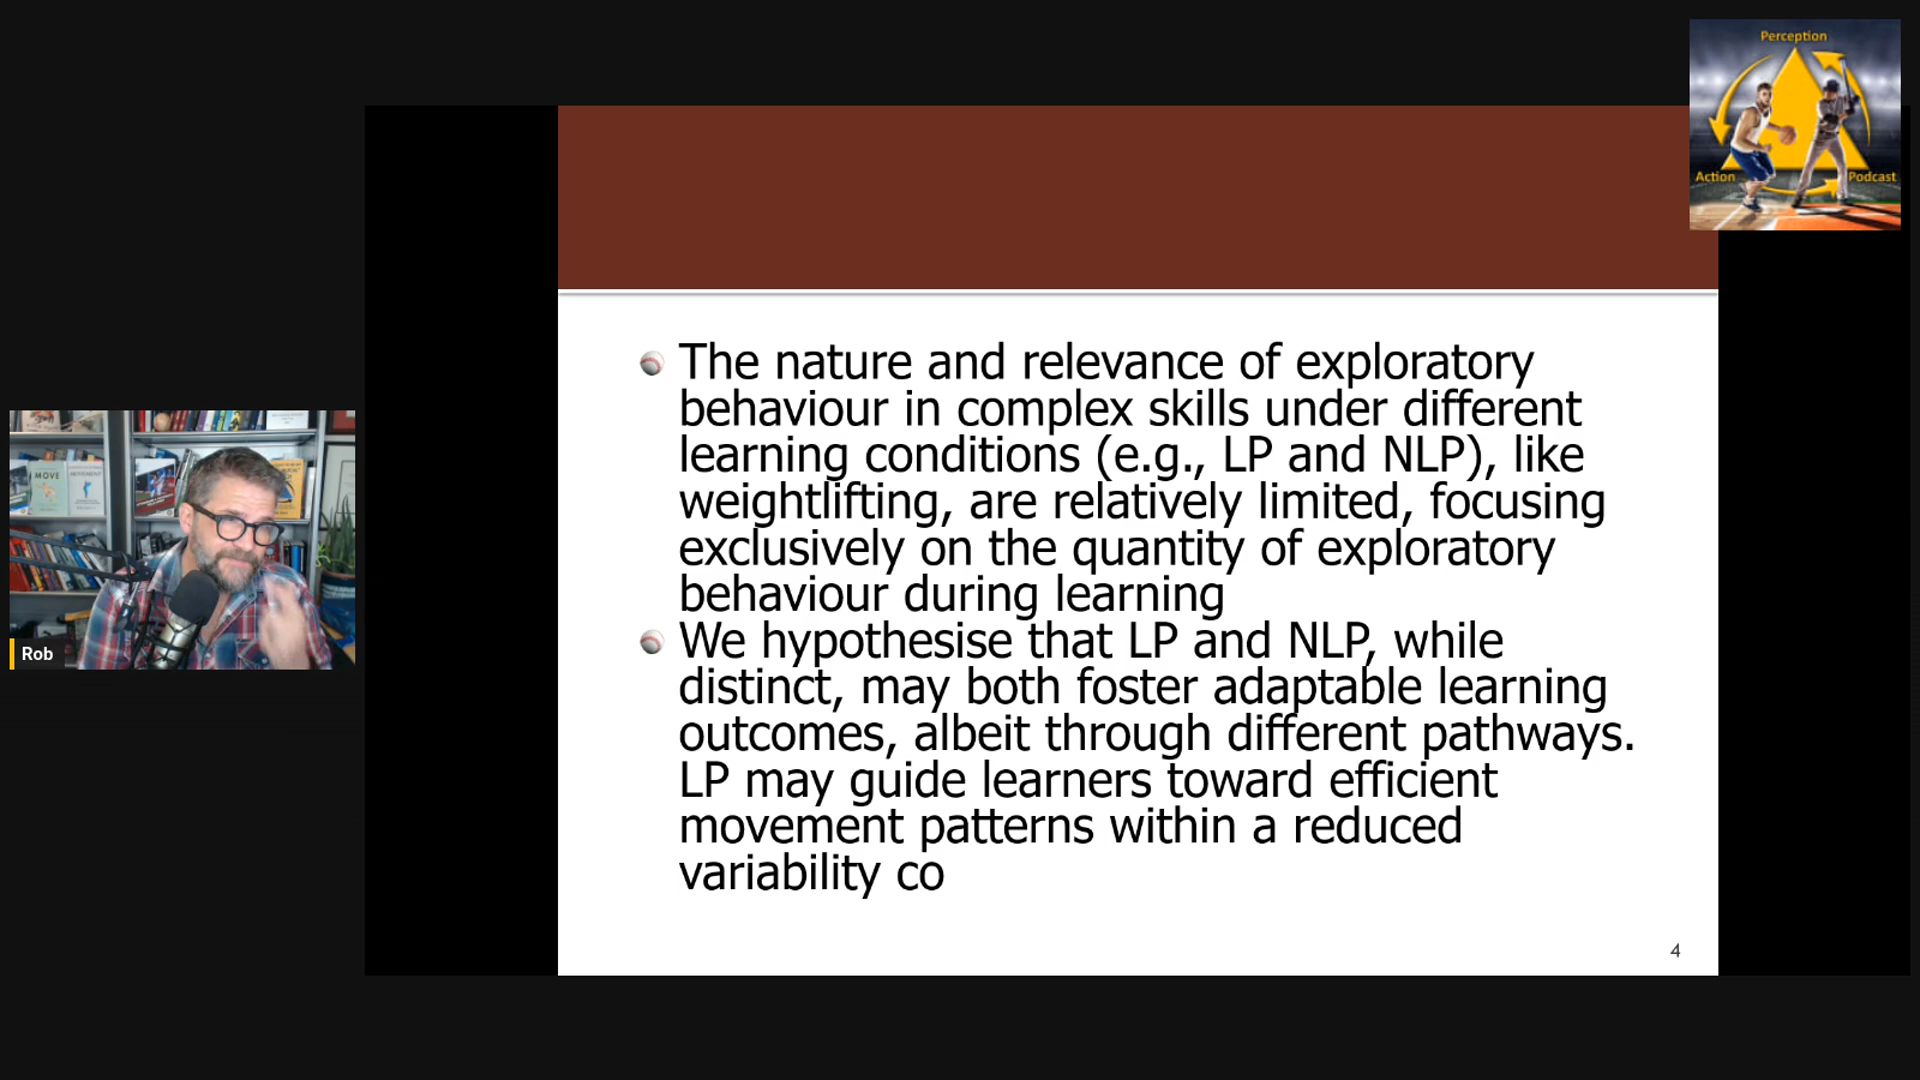 Perception
Action
Podcast
The nature and relevance of exploratory
behaviour in complex skills under different
learning conditions (e.g., LP and NLP), like
weightlifting, are relatively limited, focusing
exclusively on the quantity of exploratory
behaviour during learning
We hypothesise that LP and NLP, while
distinct, may both foster adaptable learning
outcomes, albeit through different pathways.
LP may guide learners toward efficient
movement patterns within a reduced
variability co
4
MOVE
Rob